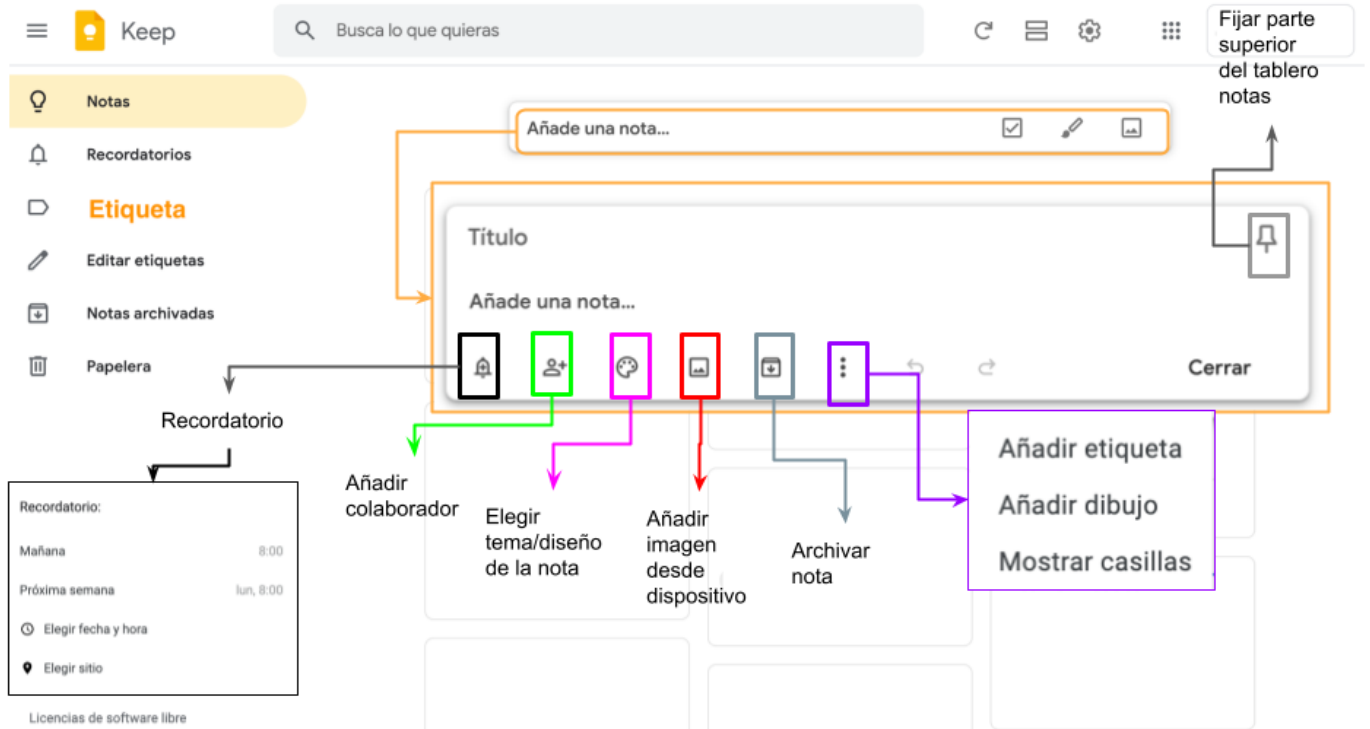 Keep
Busca lo que quieras
Fijar parte
superior
del tablero
notas
Notas
Recordatorios
Etiqueta
Editar etiquetas
Notas archivadas
Papelera
Añade una nota...
Título
Añade una nota...
Cerrar
Recordatorio
Recordatorio:
Mañana 8:00
Próxima semana lun, 8:00
Elegir fecha y hora
Elegir sitio
Licencias de software libre
Añadir
colaborador
Elegir
tema/diseño
de la nota
Añadir
imagen
desde
dispositivo
Archivar
nota
Añadir etiqueta
Añadir dibujo
Mostrar casillas